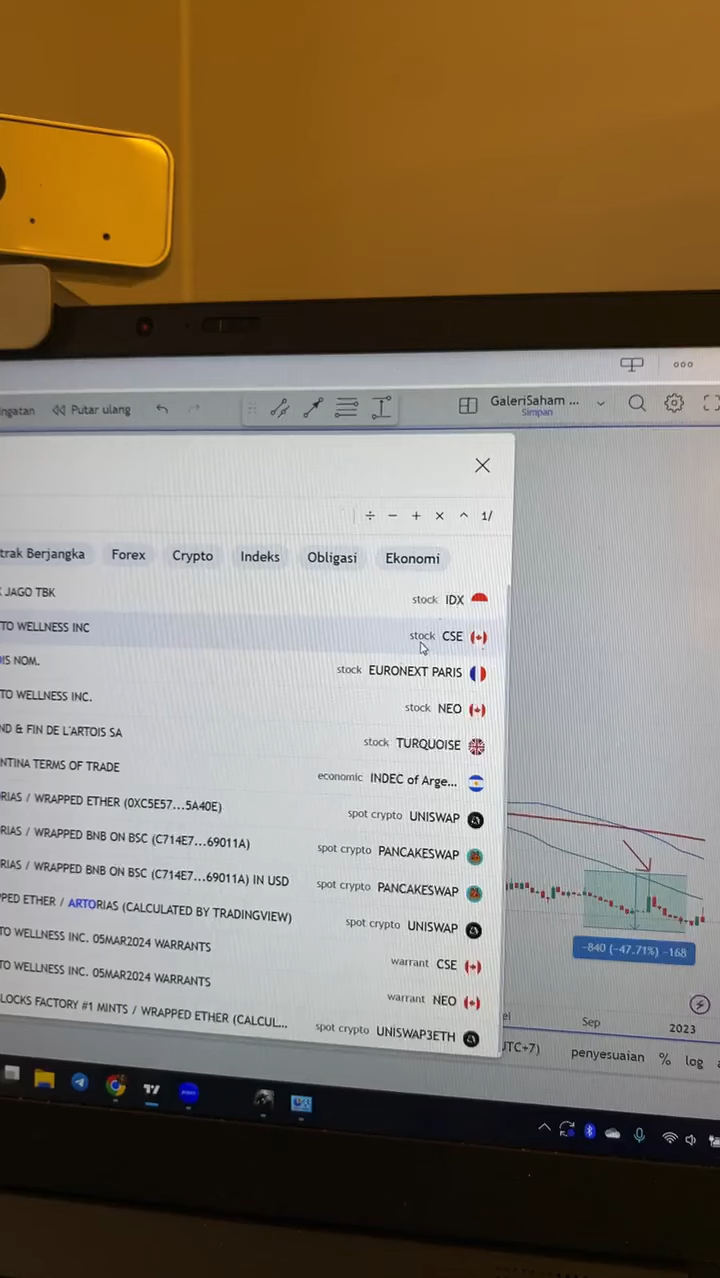 ingatan
Putar ulang
GaleriSaham ...
Simpan
÷ − + × ^ 1/
trak Berjangka Forex Crypto Indeks Obligasi Ekonomi
JAGO TBK stock IDX
TO WELLNESS INC stock CSE
IS NOM. stock EURONEXT PARIS
TO WELLNESS INC. stock NEO
ND & FIN DE L'ARTOIS SA stock TURQUOISE
NTINA TERMS OF TRADE economic INDEC of Arge...
RIAS / WRAPPED ETHER (0XC5E57...5A40E) spot crypto UNISWAP
RIAS / WRAPPED BNB ON BSC (C714E7...69011A) spot crypto PANCAKESWAP
RIAS / WRAPPED BNB ON BSC (C714E7...69011A) IN USD spot crypto PANCAKESWAP
PED ETHER / ARTORIAS (CALCULATED BY TRADINGVIEW) spot crypto UNISWAP
TO WELLNESS INC. 05MAR2024 WARRANTS warrant CSE
TO WELLNESS INC. 05MAR2024 WARRANTS warrant NEO
LOCKS FACTORY #1 MINTS / WRAPPED ETHER (CALCUL... spot crypto UNISWAP3ETH
−840 (−47.71%) −168
ei Sep 2023
UTC+7) penyesuaian % log
zoom